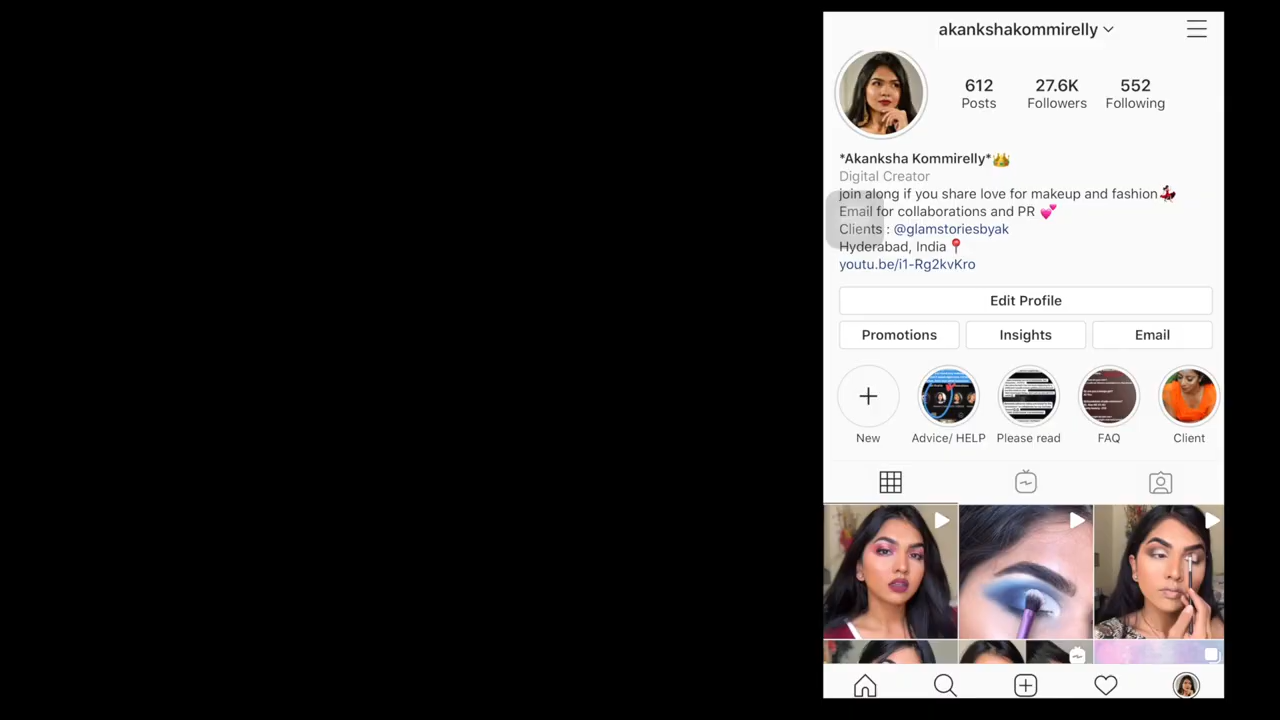 akankshakommirelly
612 27.6K 552
Posts Followers Following
*Akanksha Kommirelly*👑
Digital Creator
join along if you share love for makeup and fashion💃🏻
Email for collaborations and PR 💕
Clients : @glamstoriesbyak
Hyderabad, India📍
youtu.be/i1-Rg2kvKro
Edit Profile
Promotions Insights Email
New Advice/ HELP Please read FAQ Client